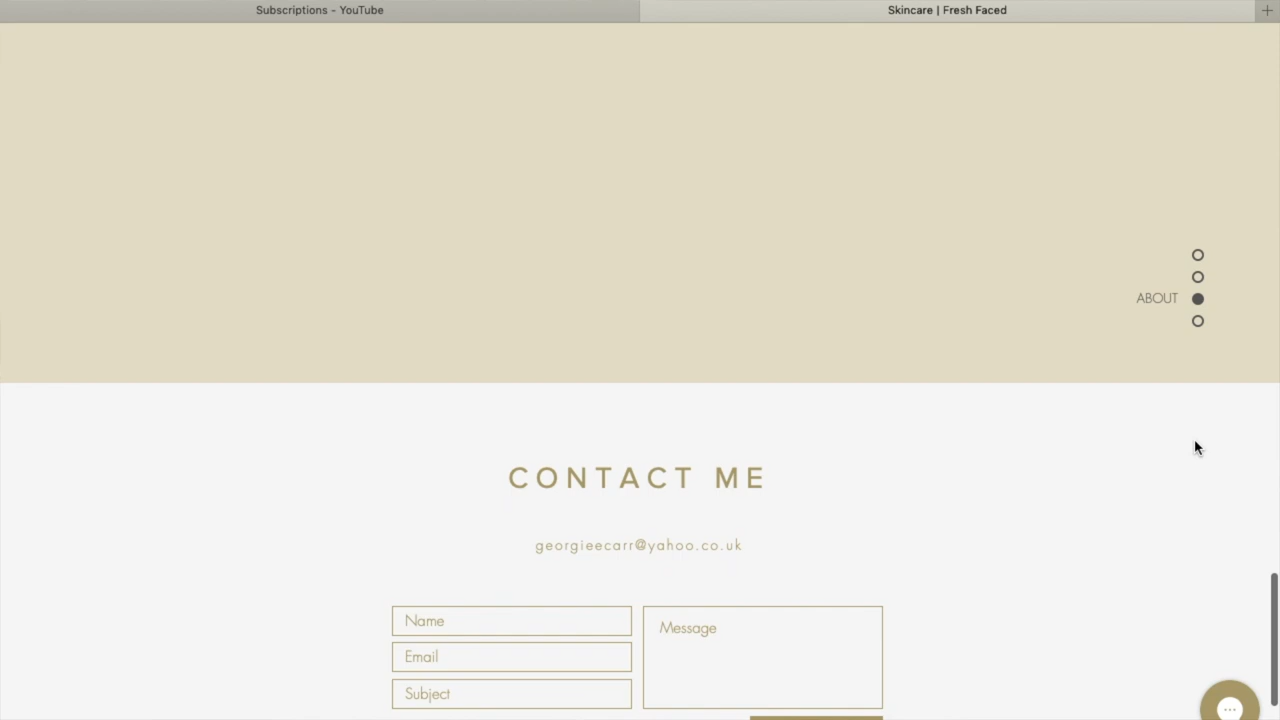 Subscriptions - YouTube
Skincare | Fresh Faced
ABOUT
CONTACT ME
georgieecarr@yahoo.co.uk
Name
Message
Email
Subject